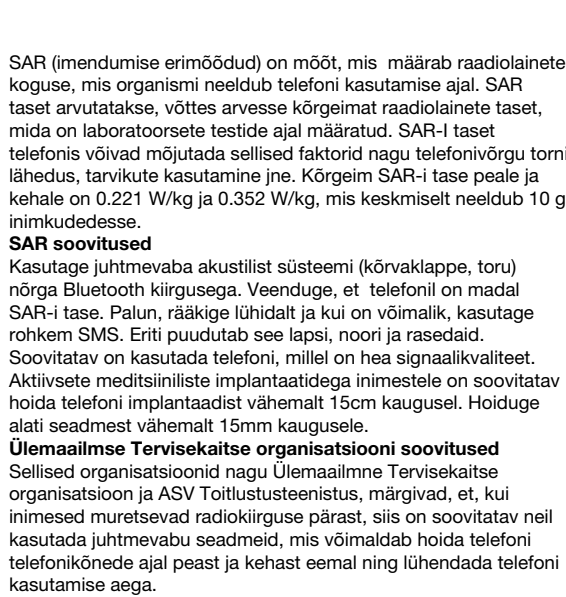 SAR (imendumise erimõõdud) on mõõt, mis määrab raadiolainete
koguse, mis organismi neeldub telefoni kasutamise ajal. SAR
taset arvutatakse, võttes arvesse kõrgeimat raadiolainete taset,
mida on laboratoorsete testide ajal määratud. SAR-I taset
telefonis võivad mõjutada sellised faktorid nagu telefonivõrgu torni
lähedus, tarvikute kasutamine jne. Kõrgeim SAR-i tase peale ja
kehale on 0.221 W/kg ja 0.352 W/kg, mis keskmiselt neeldub 10 g
inimkudedesse.
SAR soovitused
Kasutage juhtmevaba akustilist süsteemi (kõrvaklappe, toru)
nõrga Bluetooth kiirgusega. Veenduge, et telefonil on madal
SAR-i tase. Palun, rääkige lühidalt ja kui on võimalik, kasutage
rohkem SMS. Eriti puudutab see lapsi, noori ja rasedaid.
Soovitatav on kasutada telefoni, millel on hea signaalikvaliteet.
Aktiivsete meditsiiniliste implantaatidega inimestele on soovitatav
hoida telefoni implantaadist vähemalt 15cm kaugusel. Hoiduge
alati seadmest vähemalt 15mm kaugusele.
Ülemaailmse Tervisekaitse organisatsiooni soovitused
Sellised organisatsioonid nagu Ülemaailmne Tervisekaitse
organisatsioon ja ASV Toitlustusteenistus, märgivad, et, kui
inimesed muretsevad radiokiirguse pärast, siis on soovitatav neil
kasutada juhtmevabu seadmeid, mis võimaldab hoida telefoni
telefonikõnede ajal peast ja kehast eemal ning lühendada telefoni
kasutamise aega.